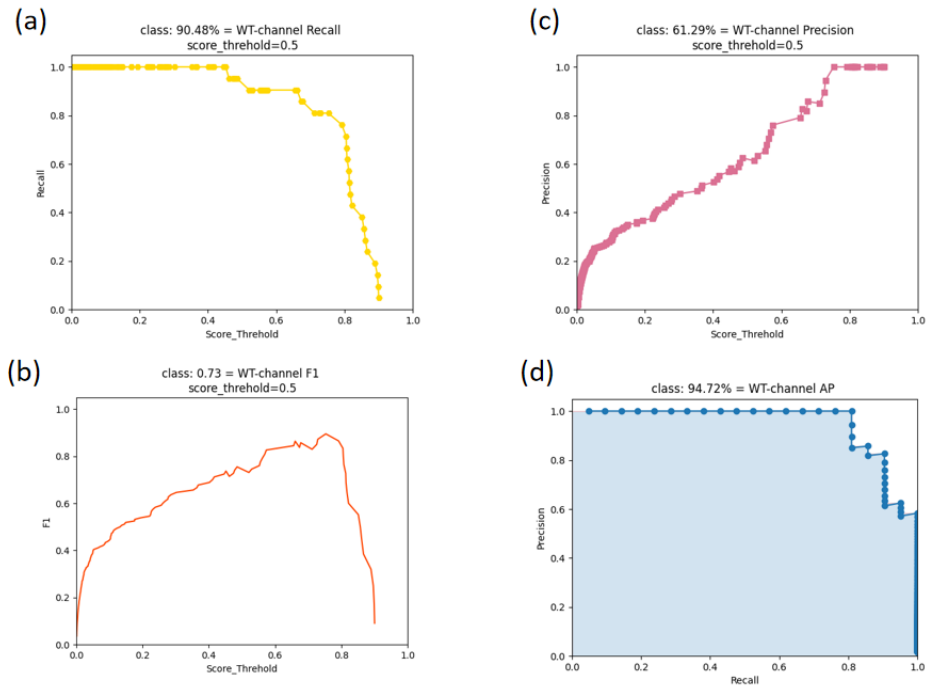 (a)
class: 90.48% = WT-channel Recall
score_threhold=0.5
1.0
0.8
0.6
0.4
0.2
0.0
Recall
0.0 0.2 0.4 0.6 0.8 1.0
Score_Threhold
(c)
class: 61.29% = WT-channel Precision
score_threhold=0.5
1.0
0.8
0.6
0.4
0.2
0.0
Precision
0.0 0.2 0.4 0.6 0.8 1.0
Score_Threhold
(b)
class: 0.73 = WT-channel F1
score_threhold=0.5
1.0
0.8
0.6
0.4
0.2
0.0
F1
0.0 0.2 0.4 0.6 0.8 1.0
Score_Threhold
(d)
class: 94.72% = WT-channel AP
1.0
0.8
0.6
0.4
0.2
0.0
Precision
0.0 0.2 0.4 0.6 0.8 1.0
Recall